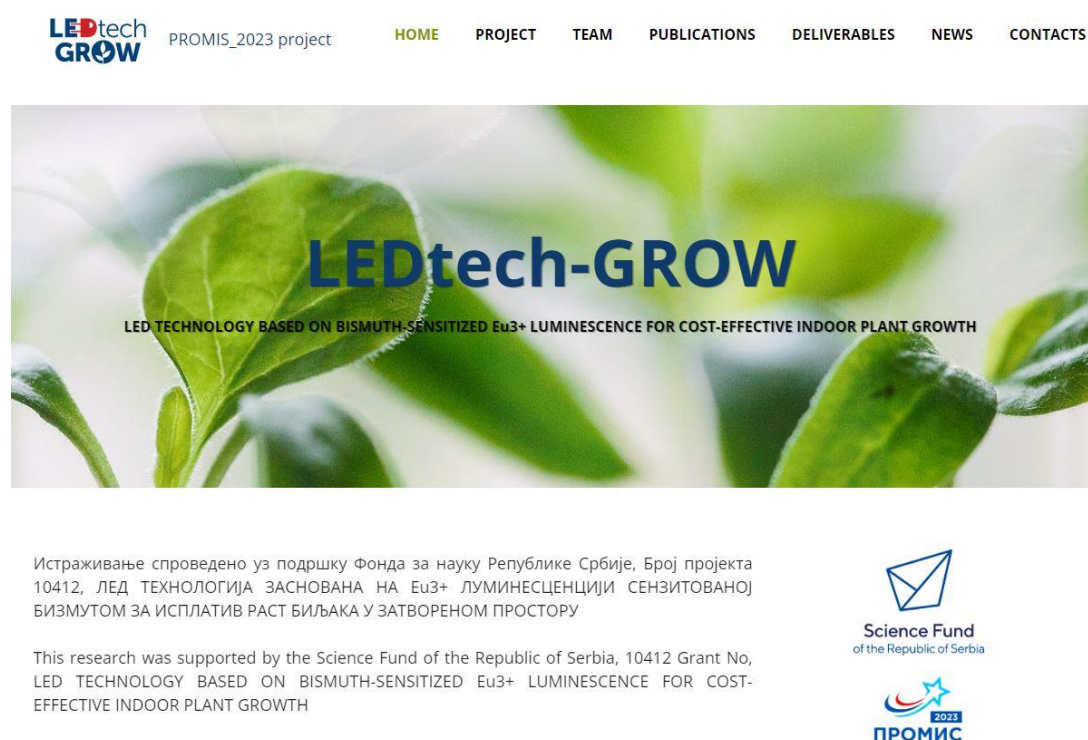 LEDtech
GROW
PROMIS_2023 project
HOME PROJECT TEAM PUBLICATIONS DELIVERABLES NEWS CONTACTS
LEDtech-GROW
LED TECHNOLOGY BASED ON BISMUTH-SENSITIZED Eu3+ LUMINESCENCE FOR COST-EFFECTIVE INDOOR PLANT GROWTH
Истраживање спроведено уз подршку Фонда за науку Републике Србије, Број пројекта
10412, ЛЕД ТЕХНОЛОГИЈА ЗАСНОВАНА НА Eu3+ ЛУМИНЕСЦЕНЦИЈИ СЕНЗИТОВАНОЈ
БИЗМУТОМ ЗА ИСПЛАТИВ РАСТ БИЉАКА У ЗАТВОРЕНОМ ПРОСТОРУ
This research was supported by the Science Fund of the Republic of Serbia, 10412 Grant No,
LED TECHNOLOGY BASED ON BISMUTH-SENSITIZED Eu3+ LUMINESCENCE FOR COST-
EFFECTIVE INDOOR PLANT GROWTH
Science Fund
of the Republic of Serbia
2023
ПРОМИС